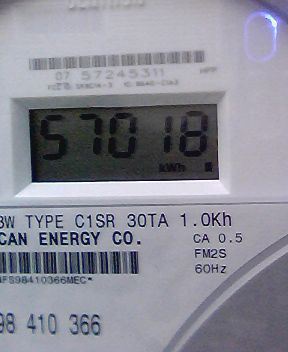 07 57245311
57018
kWh
3W TYPE C1SR 30TA 1.0Kh
CAN ENERGY CO.
CA 0.5
FM2S
60Hz
98 410 366